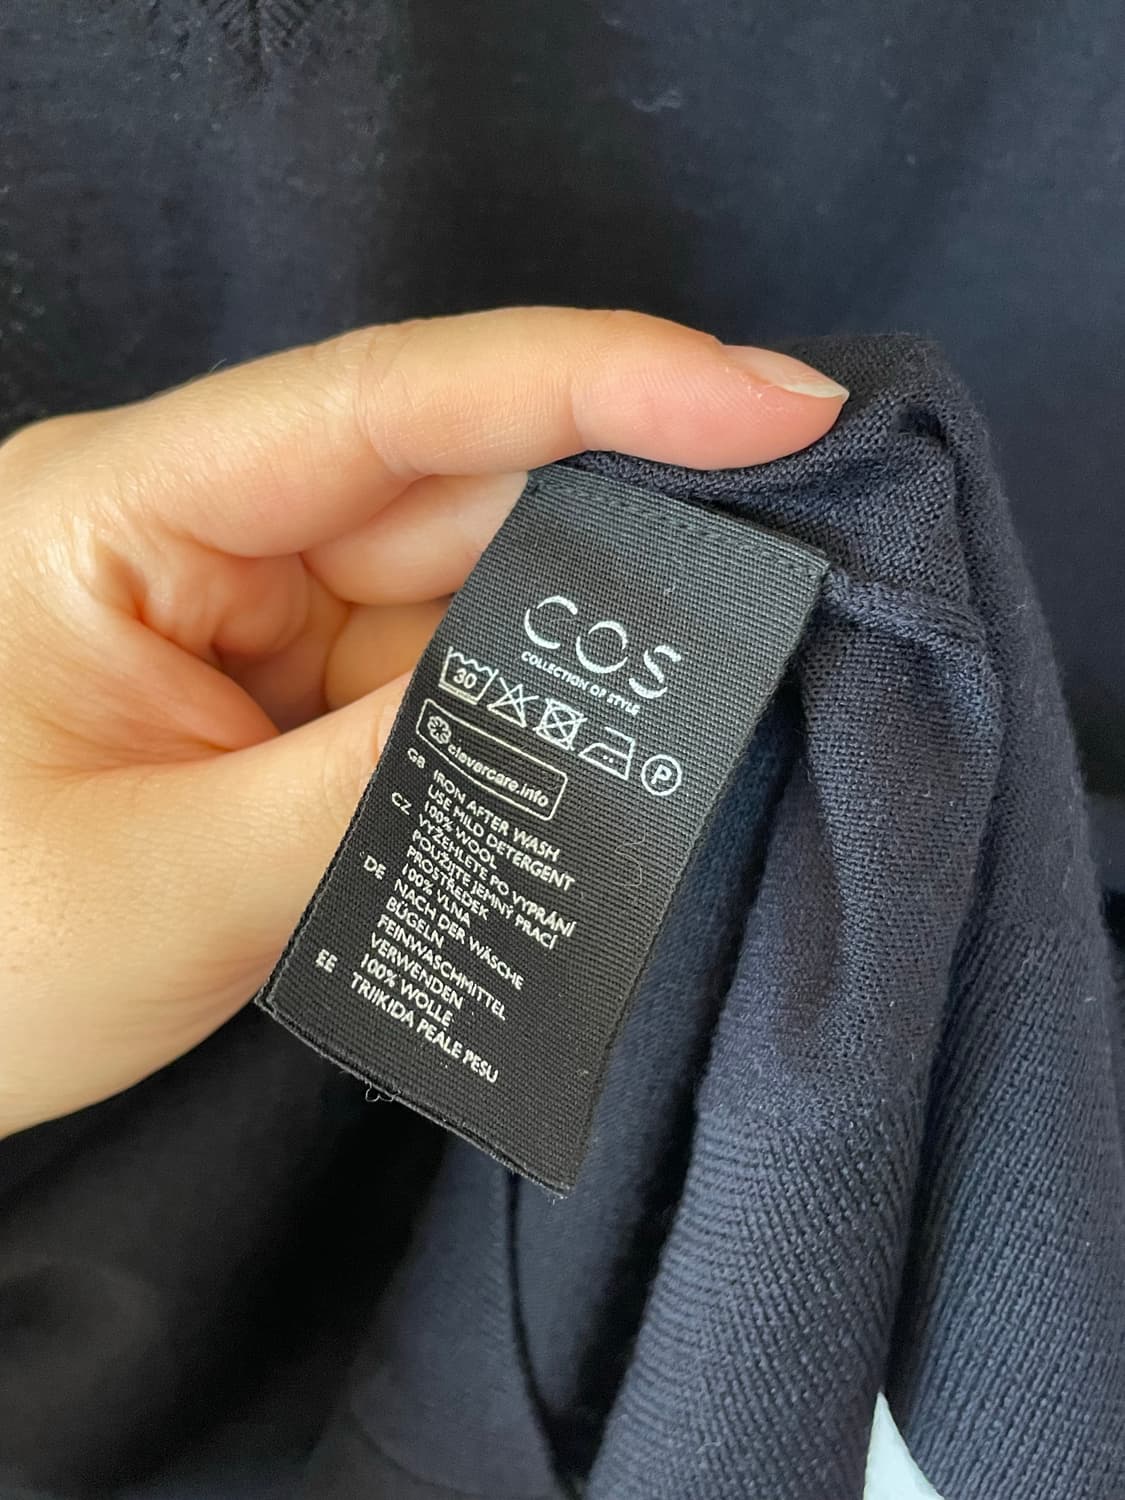 COS
COLLECTION OF STYLE
30
P
clevercare.info
GB IRON AFTER WASH
USE MILD DETERGENT
100% WOOL
CZ VYŽEHLETE PO VYPRÁNÍ
POUŽIJTE JEMNÝ PRACÍ
PROSTŘEDEK
100% VLNA
DE NACH DER WÄSCHE
BÜGELN
FEINWASCHMITTEL
VERWENDEN
100% WOLLE
EE TRIIKIDA PEALE PESU